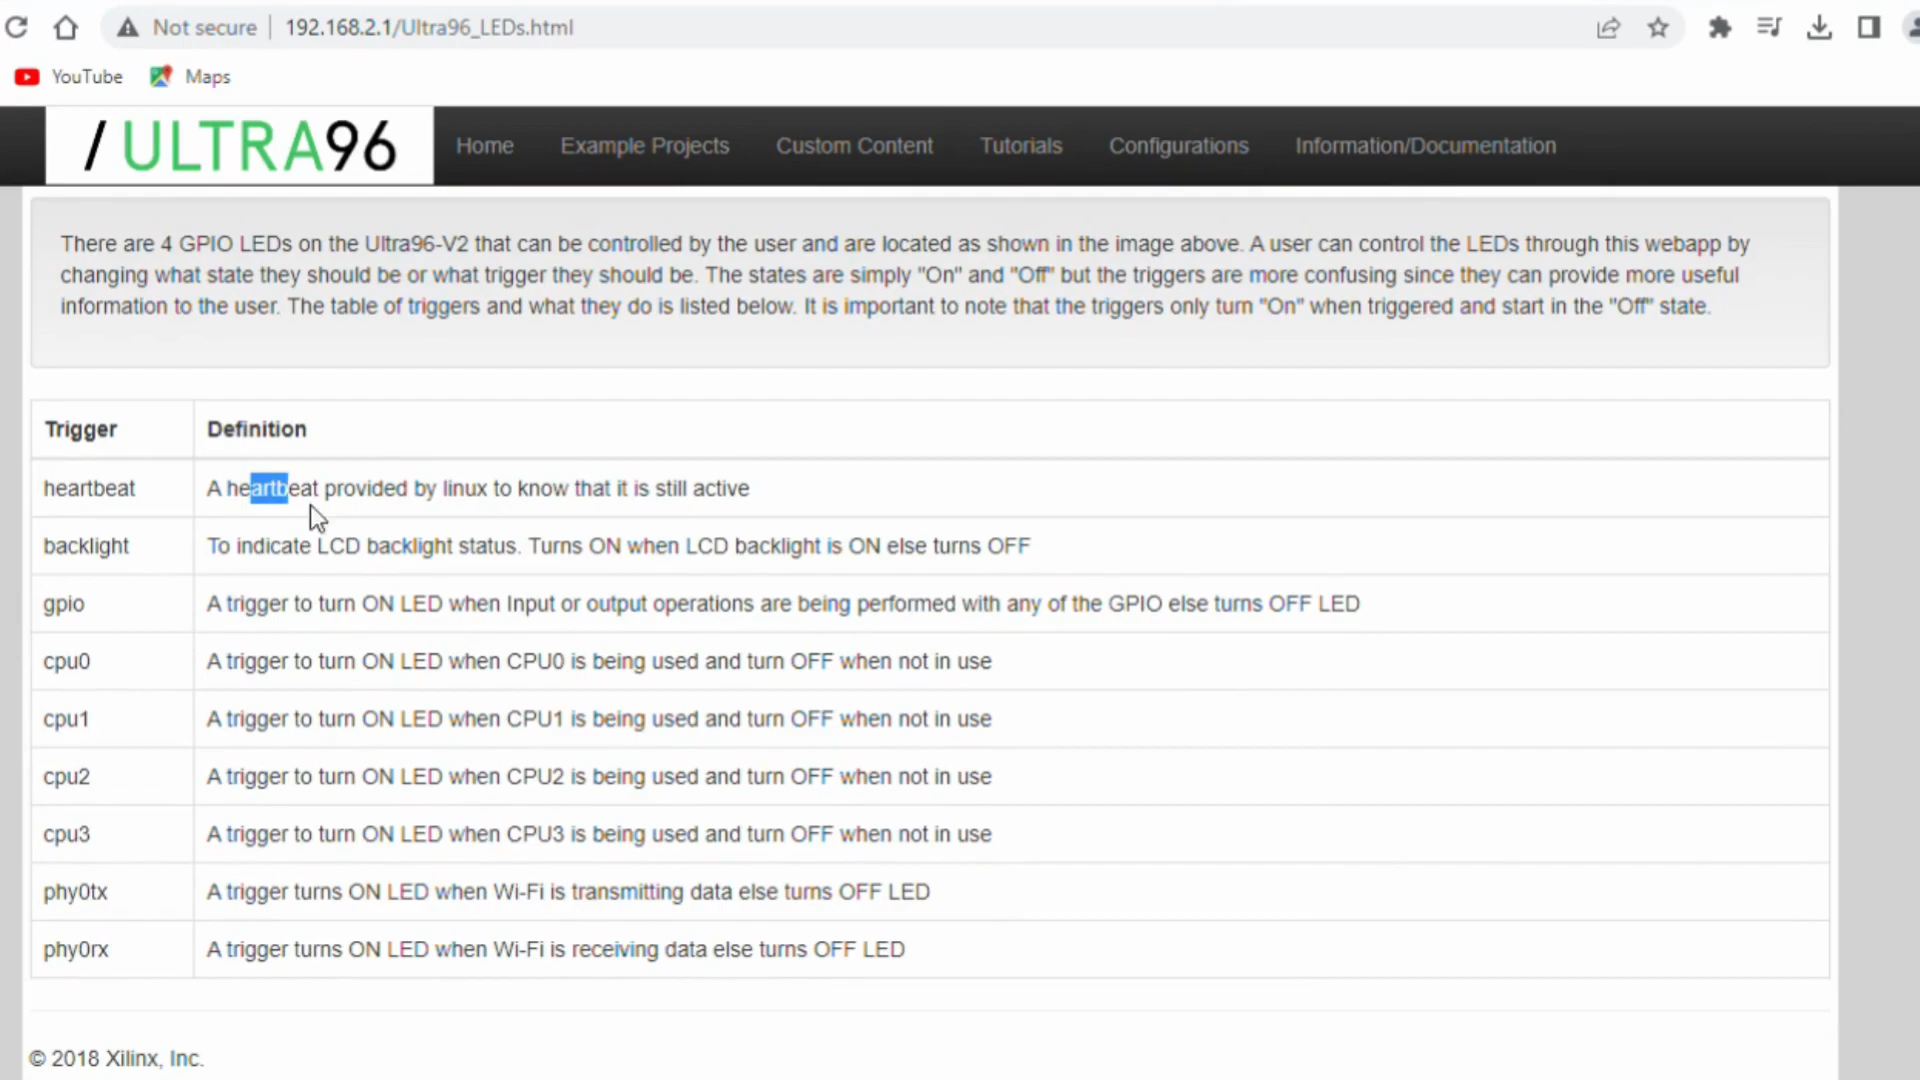 Not secure | 192.168.2.1/Ultra96_LEDs.html
YouTube Maps
/ ULTRA96 Home Example Projects Custom Content Tutorials Configurations Information/Documentation
There are 4 GPIO LEDs on the Ultra96-V2 that can be controlled by the user and are located as shown in the image above. A user can control the LEDs through this webapp by
changing what state they should be or what trigger they should be. The states are simply "On" and "Off" but the triggers are more confusing since they can provide more useful
information to the user. The table of triggers and what they do is listed below. It is important to note that the triggers only turn "On" when triggered and start in the "Off" state.
Trigger Definition
heartbeat A heartbeat provided by linux to know that it is still active
backlight To indicate LCD backlight status. Turns ON when LCD backlight is ON else turns OFF
gpio A trigger to turn ON LED when Input or output operations are being performed with any of the GPIO else turns OFF LED
cpu0 A trigger to turn ON LED when CPU0 is being used and turn OFF when not in use
cpu1 A trigger to turn ON LED when CPU1 is being used and turn OFF when not in use
cpu2 A trigger to turn ON LED when CPU2 is being used and turn OFF when not in use
cpu3 A trigger to turn ON LED when CPU3 is being used and turn OFF when not in use
phy0tx A trigger turns ON LED when Wi-Fi is transmitting data else turns OFF LED
phy0rx A trigger turns ON LED when Wi-Fi is receiving data else turns OFF LED
© 2018 Xilinx, Inc.